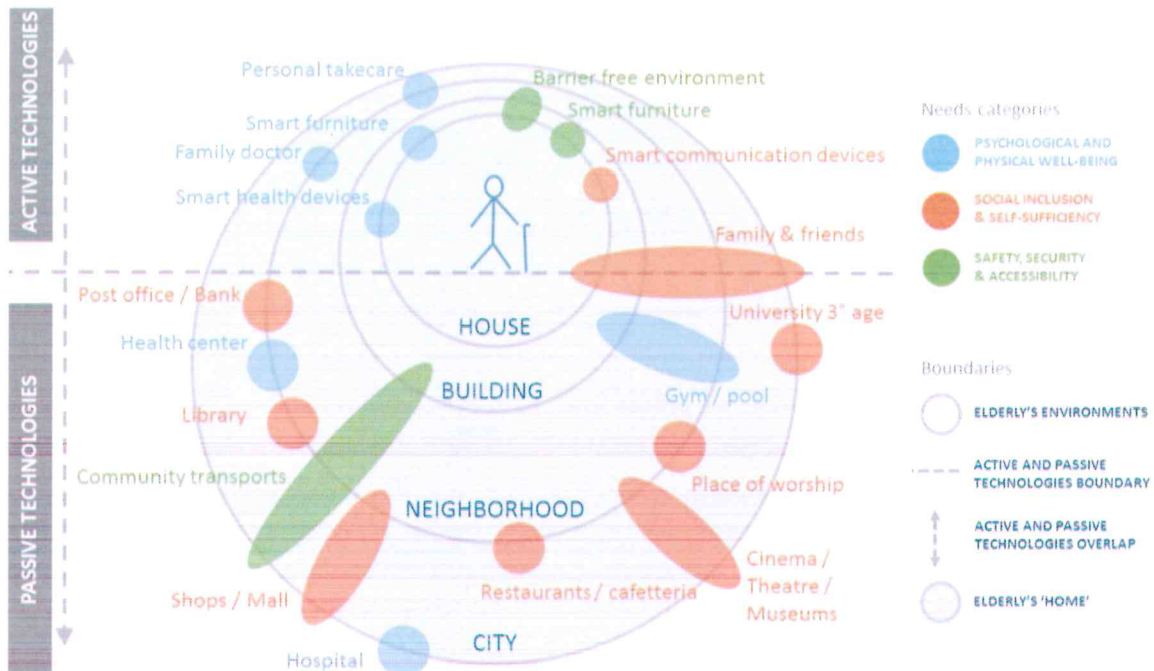 ACTIVE TECHNOLOGIES
PASSIVE TECHNOLOGIES
Personal takecare
Barrier free environment
Smart furniture
Smart furniture
Family doctor
Smart communication devices
Smart health devices
Family & friends
Post office / Bank
University 3° age
HOUSE
Health center
BUILDING
Gym / pool
Library
Community transports
Place of worship
NEIGHBORHOOD
Cinema /
Theatre /
Museums
Shops / Mall
Restaurants / cafetteria
CITY
Hospital
Needs categories
PSYCHOLOGICAL AND
PHYSICAL WELL-BEING
SOCIAL INCLUSION
& SELF-SUFFICIENCY
SAFETY, SECURITY
& ACCESSIBILITY
Boundaries
ELDERLY'S ENVIRONMENTS
ACTIVE AND PASSIVE
TECHNOLOGIES BOUNDARY
ACTIVE AND PASSIVE
TECHNOLOGIES OVERLAP
ELDERLY'S 'HOME'